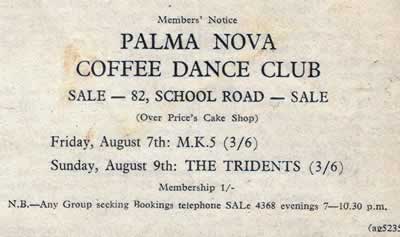 Members' Notice
PALMA NOVA
COFFEE DANCE CLUB
SALE — 82, SCHOOL ROAD — SALE
(Over Price's Cake Shop)
Friday, August 7th: M.K.5 (3/6)
Sunday, August 9th: THE TRIDENTS (3/6)
Membership 1/-
N.B.—Any Group seeking Bookings telephone SALe 4368 evenings 7—10.30 p.m.
(ag5235